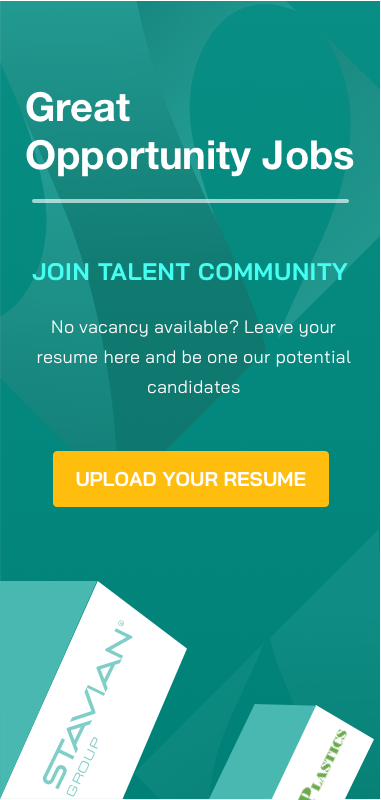 Great
Opportunity Jobs
JOIN TALENT COMMUNITY
No vacancy available? Leave your
resume here and be one our potential
candidates
UPLOAD YOUR RESUME
STAVIAN®
GROUP
PLASTICS